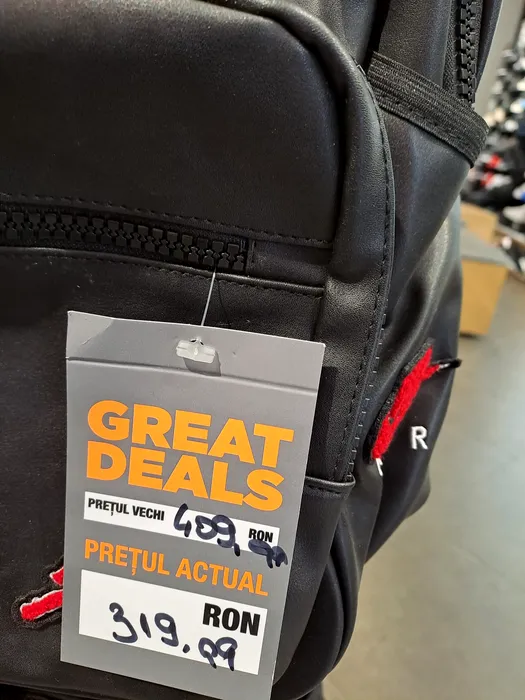 GREAT
DEALS
PREȚUL VECHI 409,99 RON
PREȚUL ACTUAL
RON
319.99
R